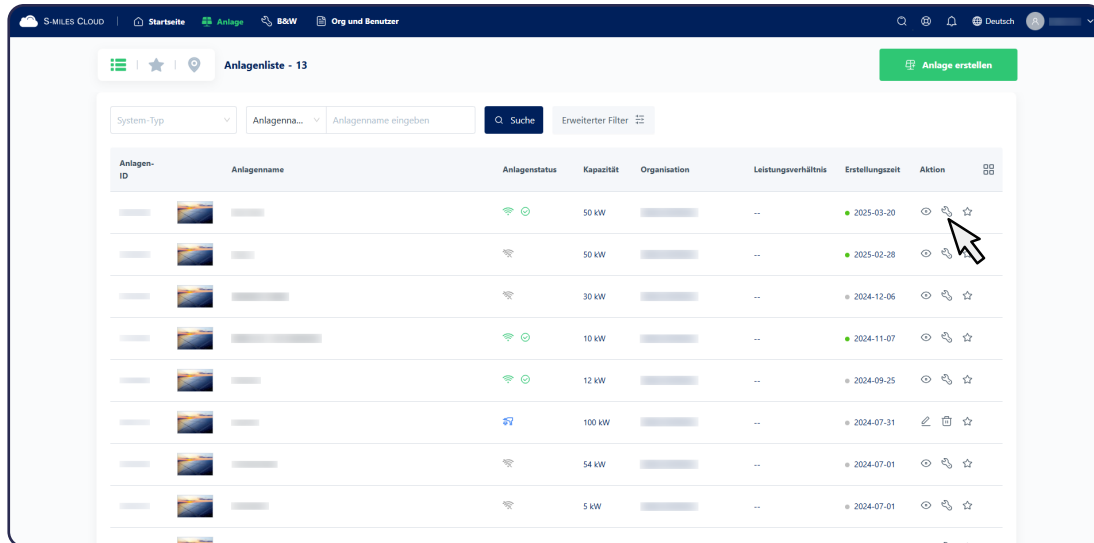 S-MILES CLOUD Startseite Anlage B&W Org und Benutzer Deutsch
Anlagenliste - 13 Anlage erstellen
System-Typ Anlagenna... Anlagenname eingeben Suche Erweiterter Filter
Anlagen-ID Anlagenname Anlagenstatus Kapazität Organisation Leistungsverhältnis Erstellungszeit Aktion
50 kW -- 2025-03-20
50 kW -- 2025-02-28
30 kW -- 2024-12-06
10 kW -- 2024-11-07
12 kW -- 2024-09-25
100 kW -- 2024-07-31
54 kW -- 2024-07-01
5 kW -- 2024-07-01